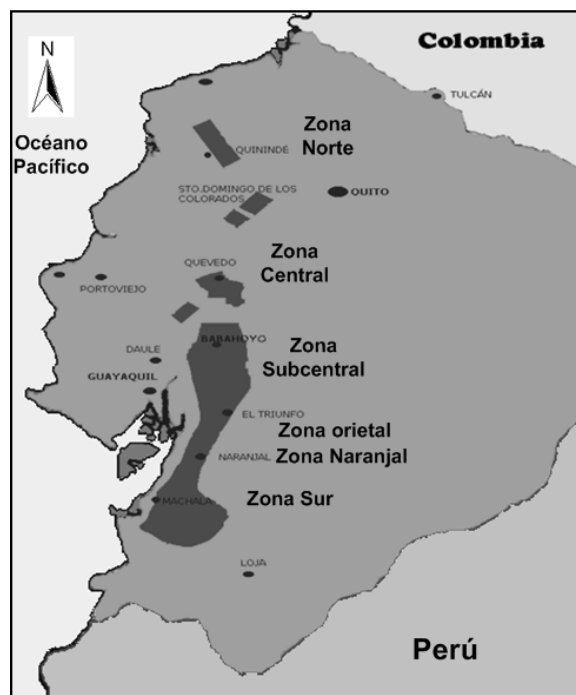 Colombia
N
TULCÁN
Océano
Pacífico
Zona
Norte
QUININDÉ
STO.DOMINGO DE LOS
COLORADOS
QUITO
Zona
Central
QUEVEDO
PORTOVIEJO
BABAHOYO
Zona
Subcentral
DAULE
GUAYAQUIL
EL TRIUNFO
Zona orietal
NARANJAL
Zona Naranjal
MACHALA
Zona Sur
LOJA
Perú